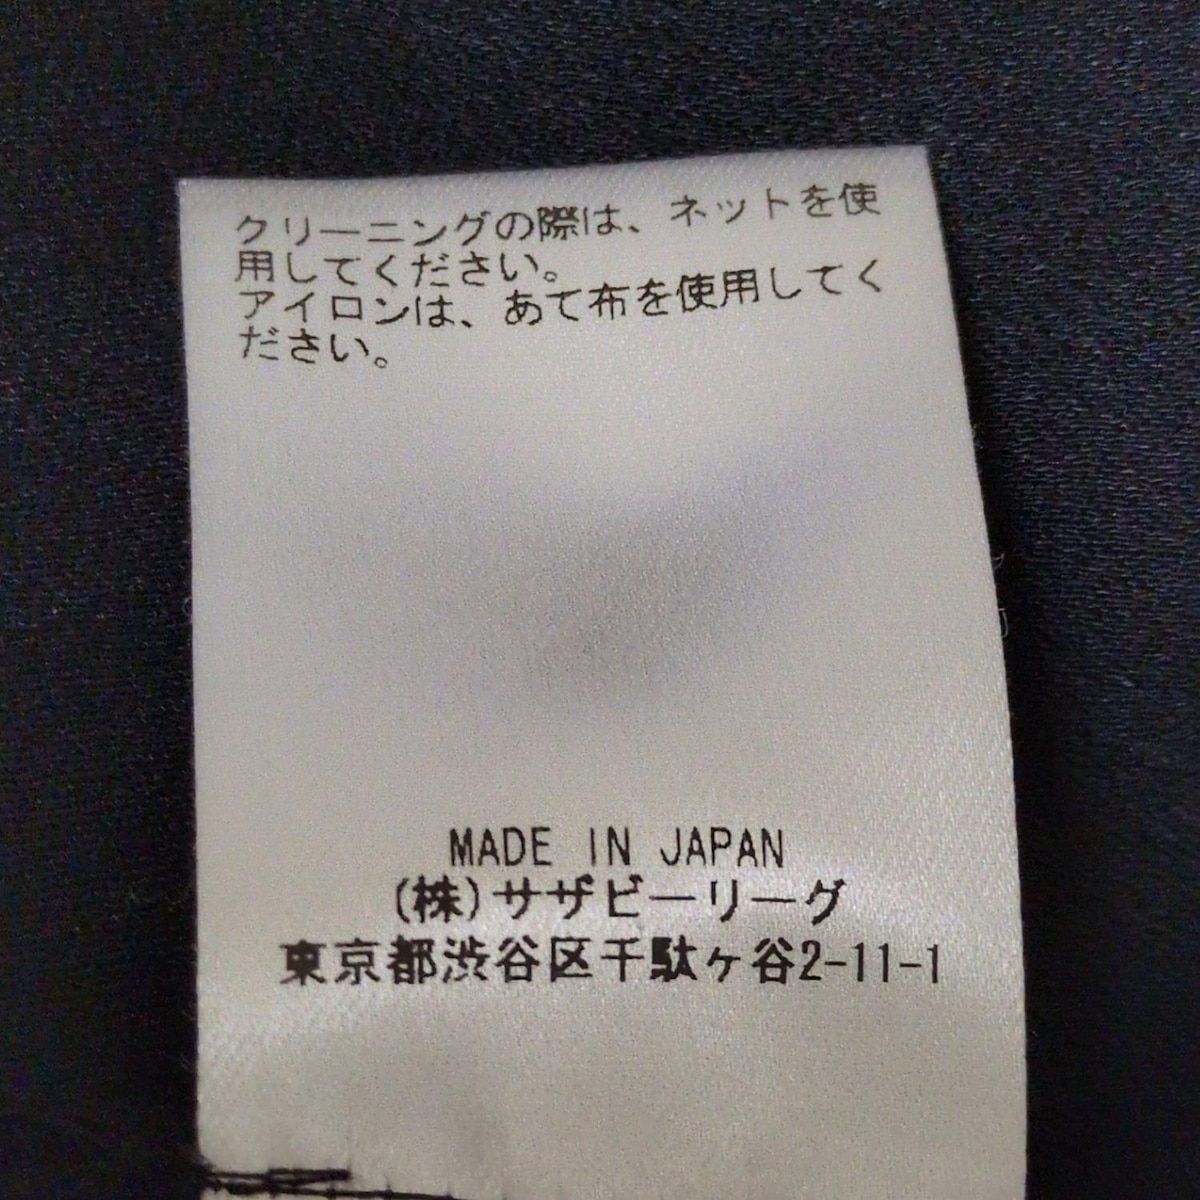 クリーニングの際は、ネットを使
用してください。
アイロンは、あて布を使用してく
ださい。
MADE IN JAPAN
(株)サザビーリーグ
東京都渋谷区千駄ヶ谷2-11-1